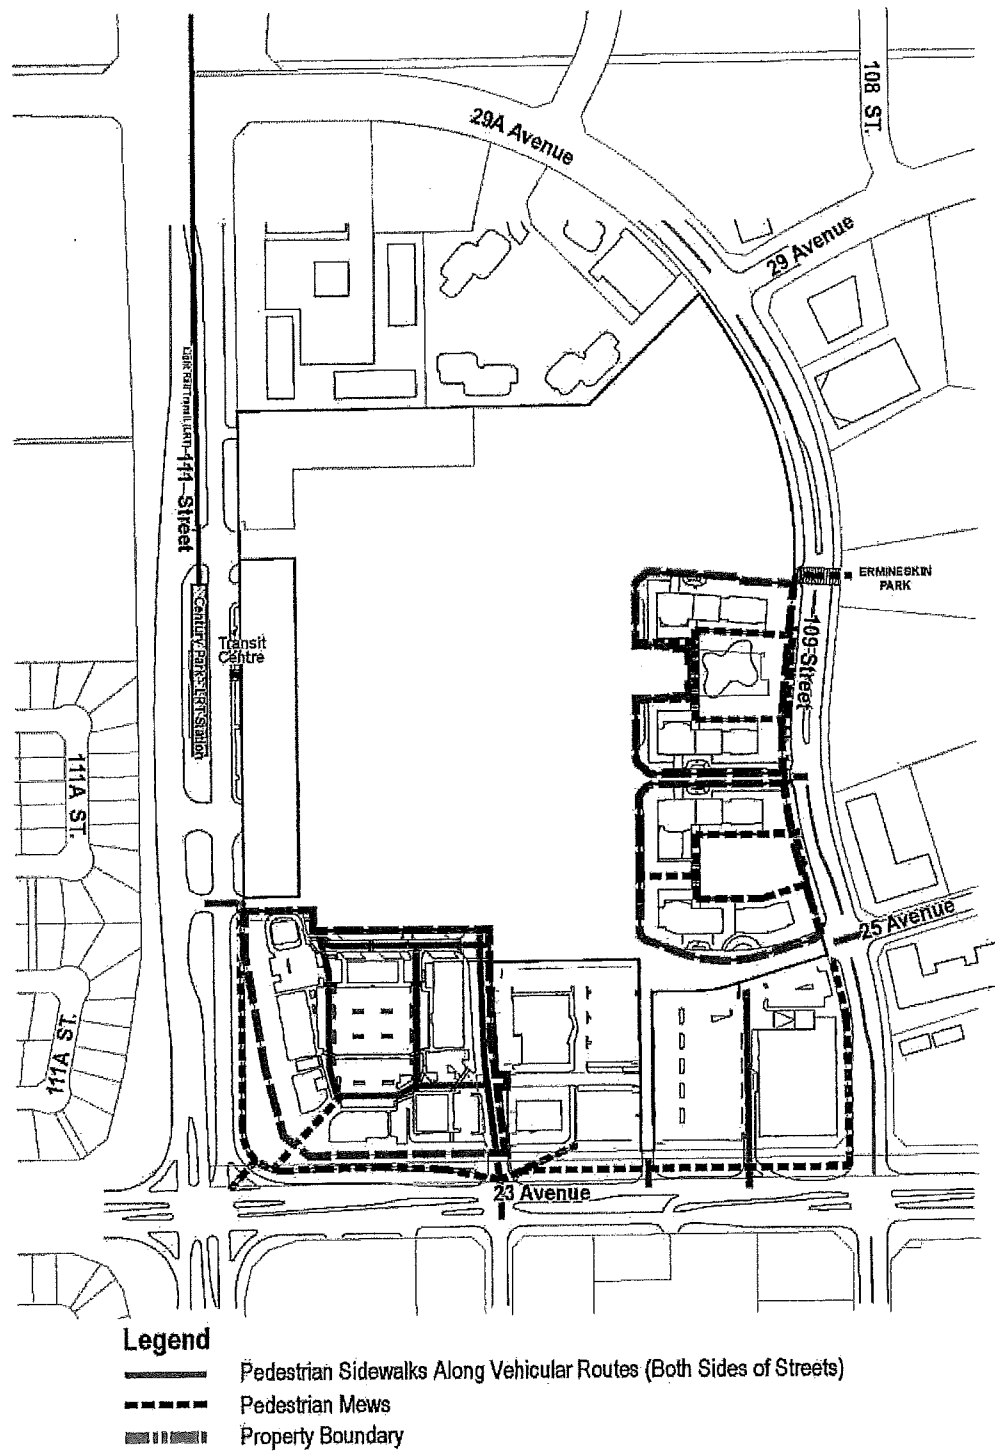 29A Avenue
108 ST.
29 Avenue
Light Rail Transit (LRT)
111 Street
ERMINESKIN
PARK
Century Park LRT Station
Transit
Centre
109 Street
111A ST.
25 Avenue
111A ST.
23 Avenue
Legend
Pedestrian Sidewalks Along Vehicular Routes (Both Sides of Streets)
Pedestrian Mews
Property Boundary